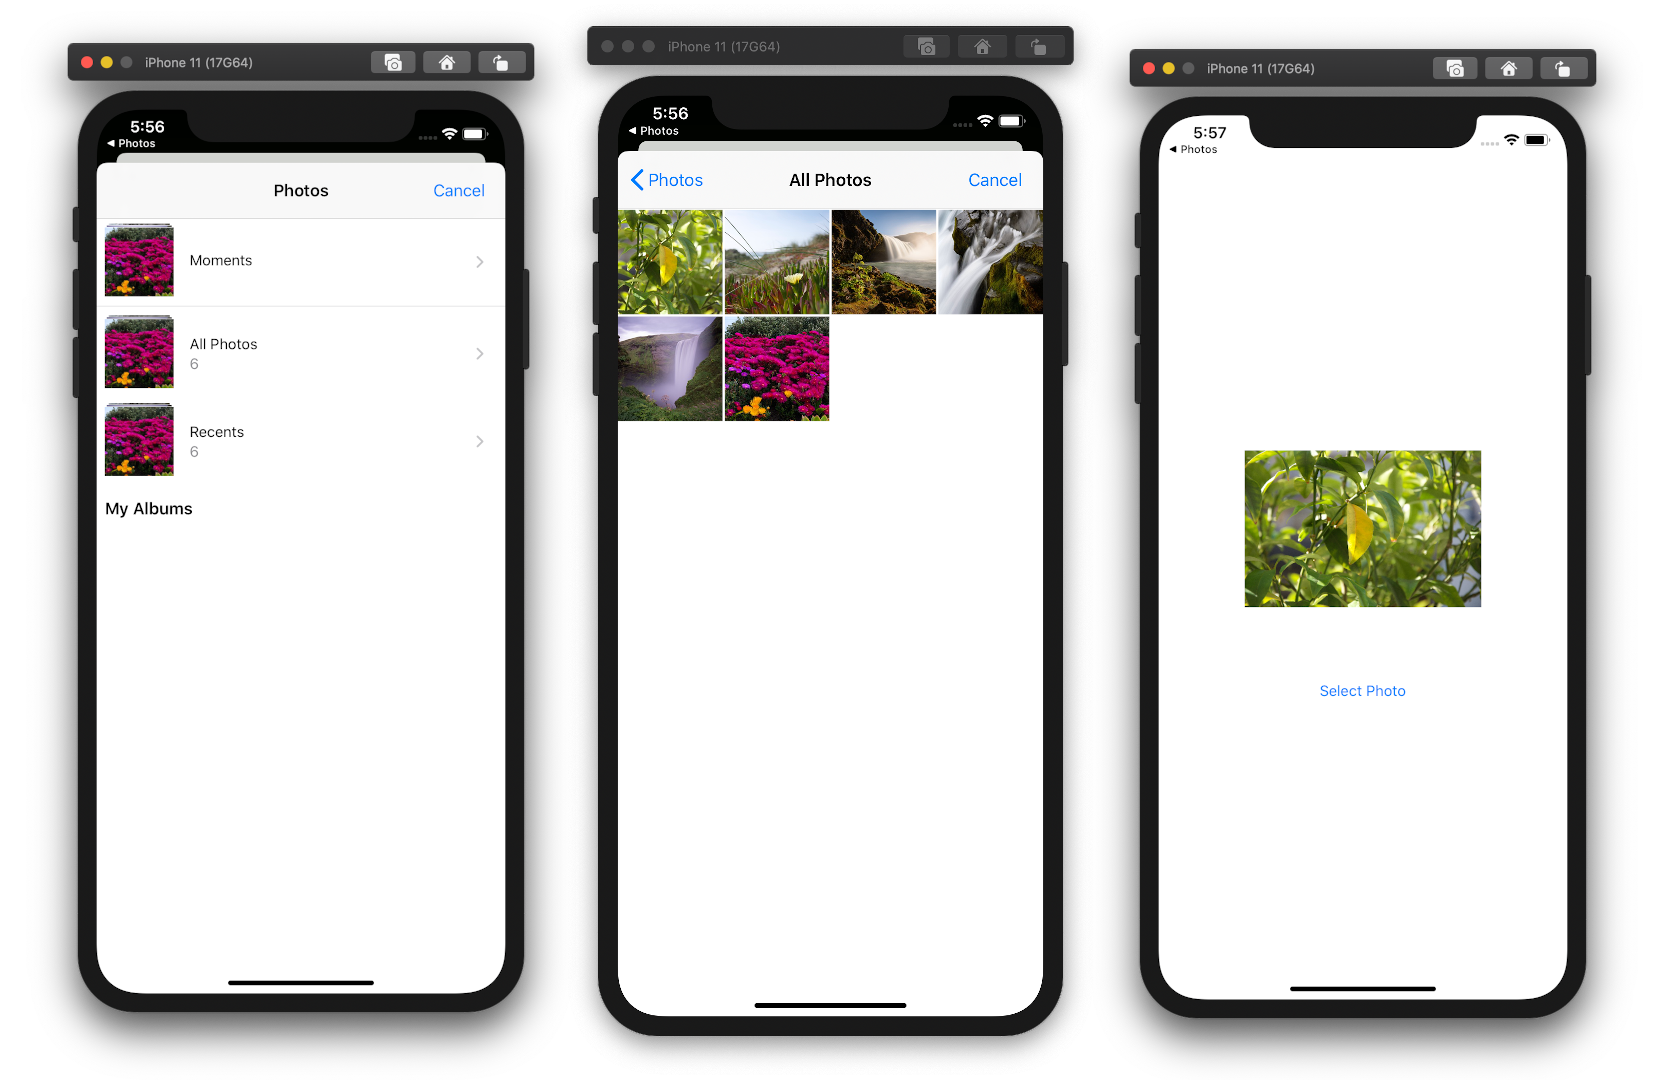 iPhone 11 (17G64)
5:56
◀ Photos
Photos
Cancel
Moments
All Photos
6
Recents
6
My Albums
iPhone 11 (17G64)
5:56
◀ Photos
Photos
All Photos
Cancel
iPhone 11 (17G64)
5:57
◀ Photos
Select Photo